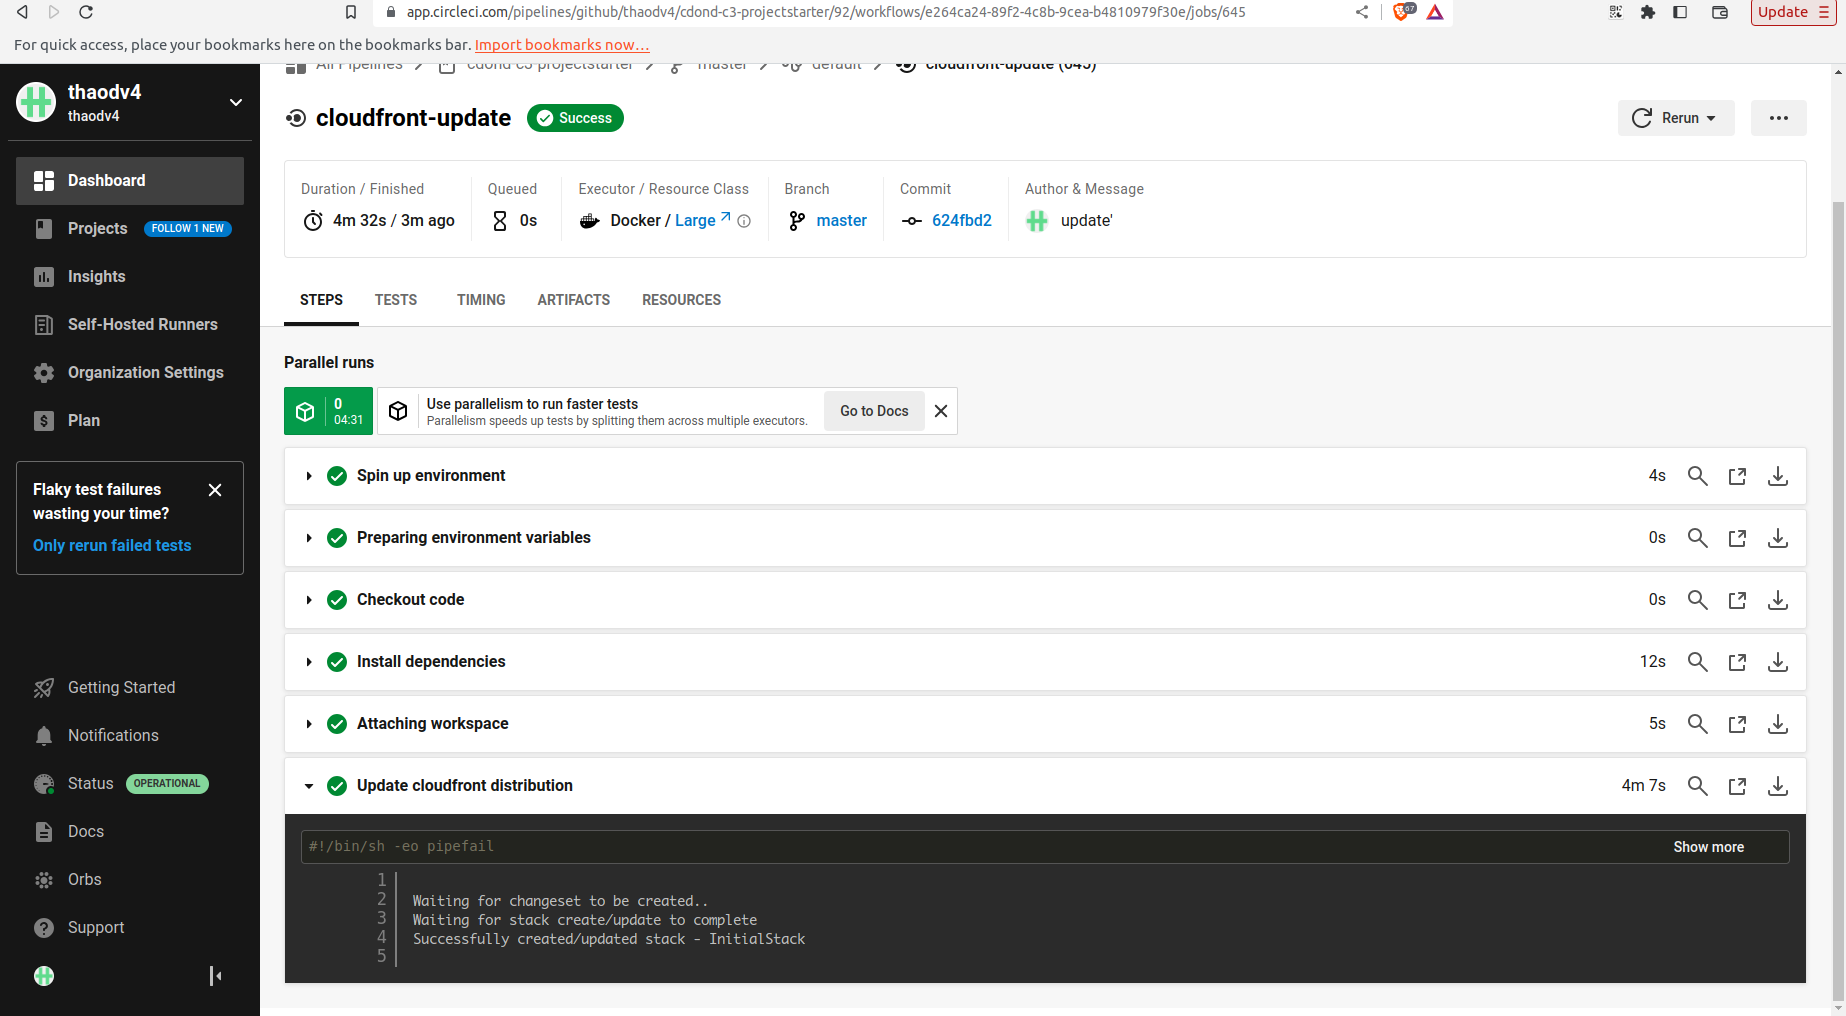 app.circleci.com/pipelines/github/thaodv4/cdond-c3-projectstarter/92/workflows/e264ca24-89f2-4c8b-9cea-b4810979f30e/jobs/645
67
Update
For quick access, place your bookmarks here on the bookmarks bar. Import bookmarks now...
All Pipelines
cdond-c3-projectstarter
master
default
cloudfront-update (645)
thaodv4
thaodv4
Dashboard
Projects FOLLOW 1 NEW
Insights
Self-Hosted Runners
Organization Settings
Plan
Flaky test failures
wasting your time?
Only rerun failed tests
Getting Started
Notifications
Status OPERATIONAL
Docs
Orbs
Support
cloudfront-update Success
Rerun
Duration / Finished
4m 32s / 3m ago
Queued
0s
Executor / Resource Class
Docker / Large
Branch
master
Commit
624fbd2
Author & Message
update'
STEPS TESTS TIMING ARTIFACTS RESOURCES
Parallel runs
0
04:31
Use parallelism to run faster tests
Parallelism speeds up tests by splitting them across multiple executors.
Go to Docs
Spin up environment 4s
Preparing environment variables 0s
Checkout code 0s
Install dependencies 12s
Attaching workspace 5s
Update cloudfront distribution 4m 7s
#!/bin/sh -eo pipefail Show more
1
2 Waiting for changeset to be created..
3 Waiting for stack create/update to complete
4 Successfully created/updated stack - InitialStack
5